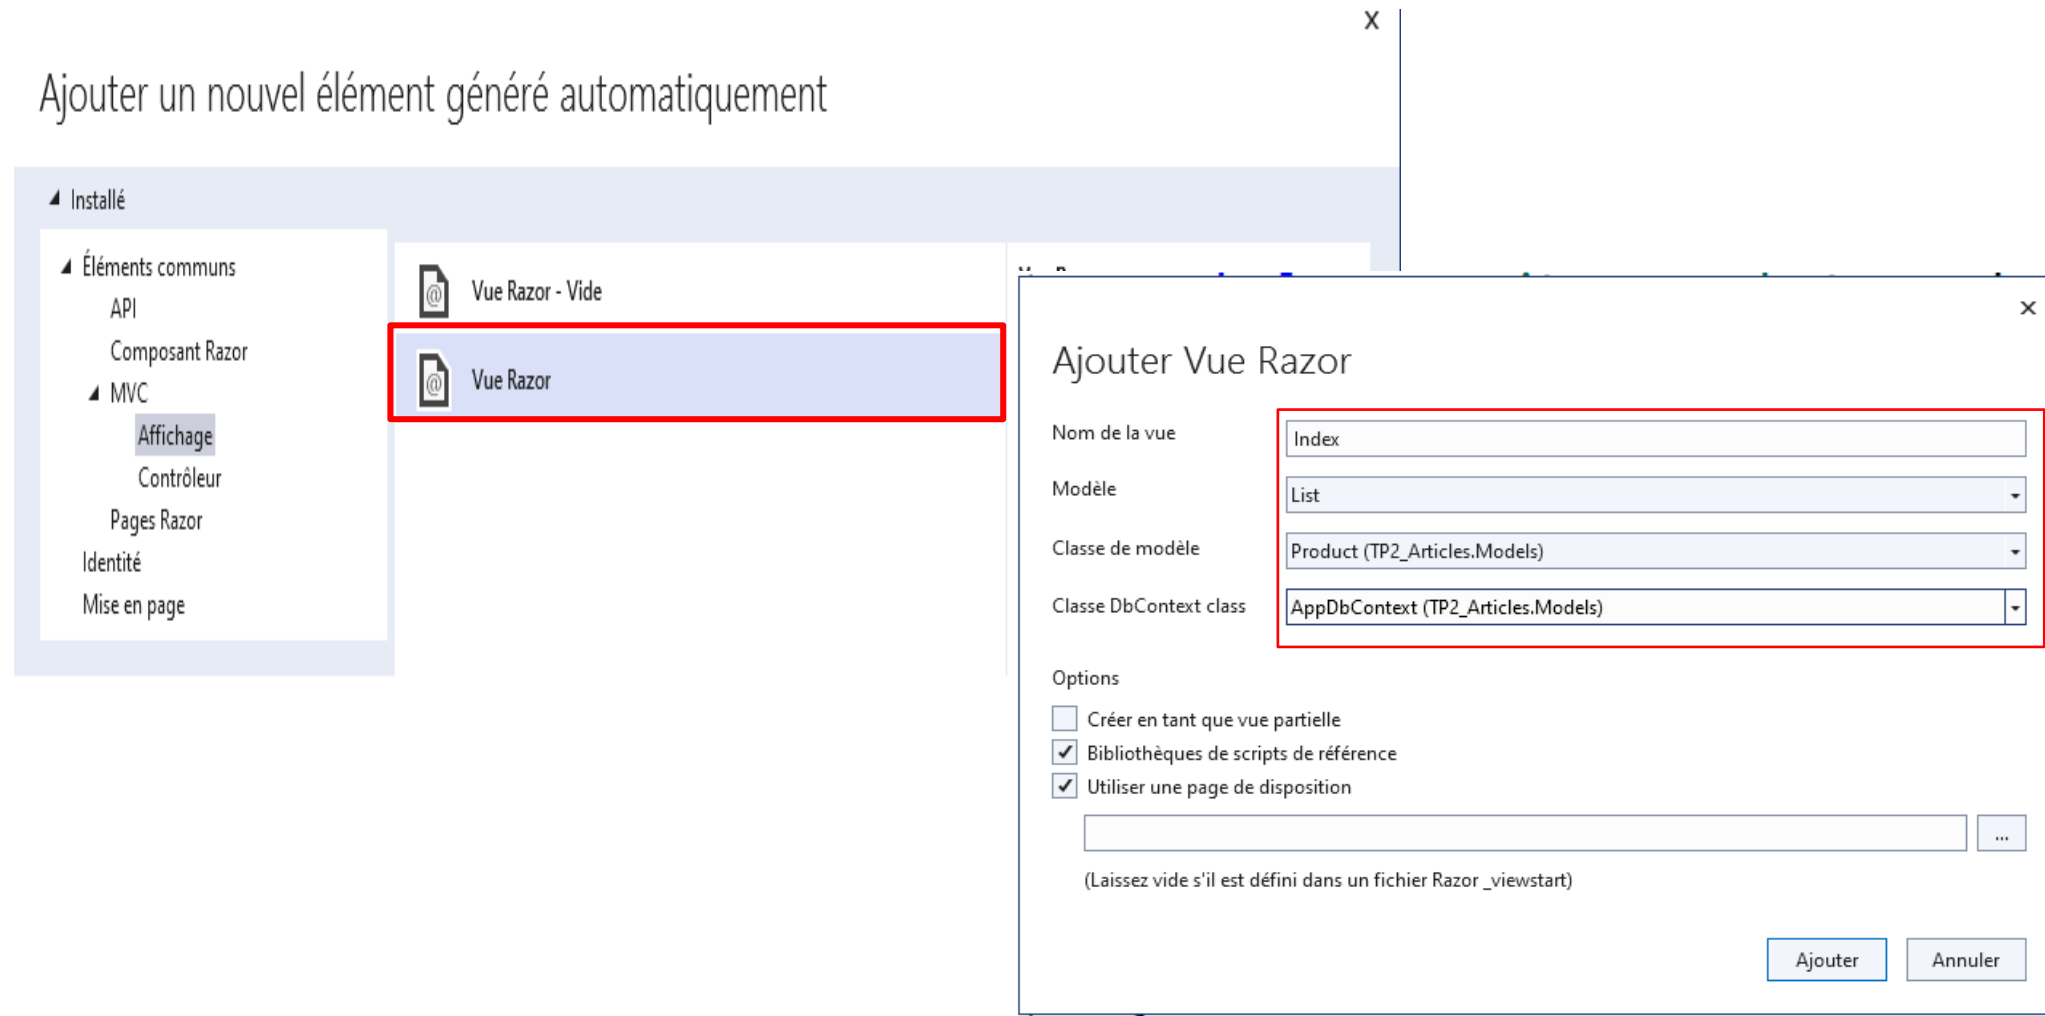 X
Ajouter un nouvel élément généré automatiquement
Installé
Éléments communs
API
Composant Razor
MVC
Affichage
Contrôleur
Pages Razor
Identité
Mise en page
Vue Razor - Vide
Vue Razor
Ajouter Vue Razor
Nom de la vue
Index
Modèle
List
Classe de modèle
Product (TP2_Articles.Models)
Classe DbContext class
AppDbContext (TP2_Articles.Models)
Options
Créer en tant que vue partielle
Bibliothèques de scripts de référence
Utiliser une page de disposition
...
(Laissez vide s'il est défini dans un fichier Razor _viewstart)
Ajouter
Annuler